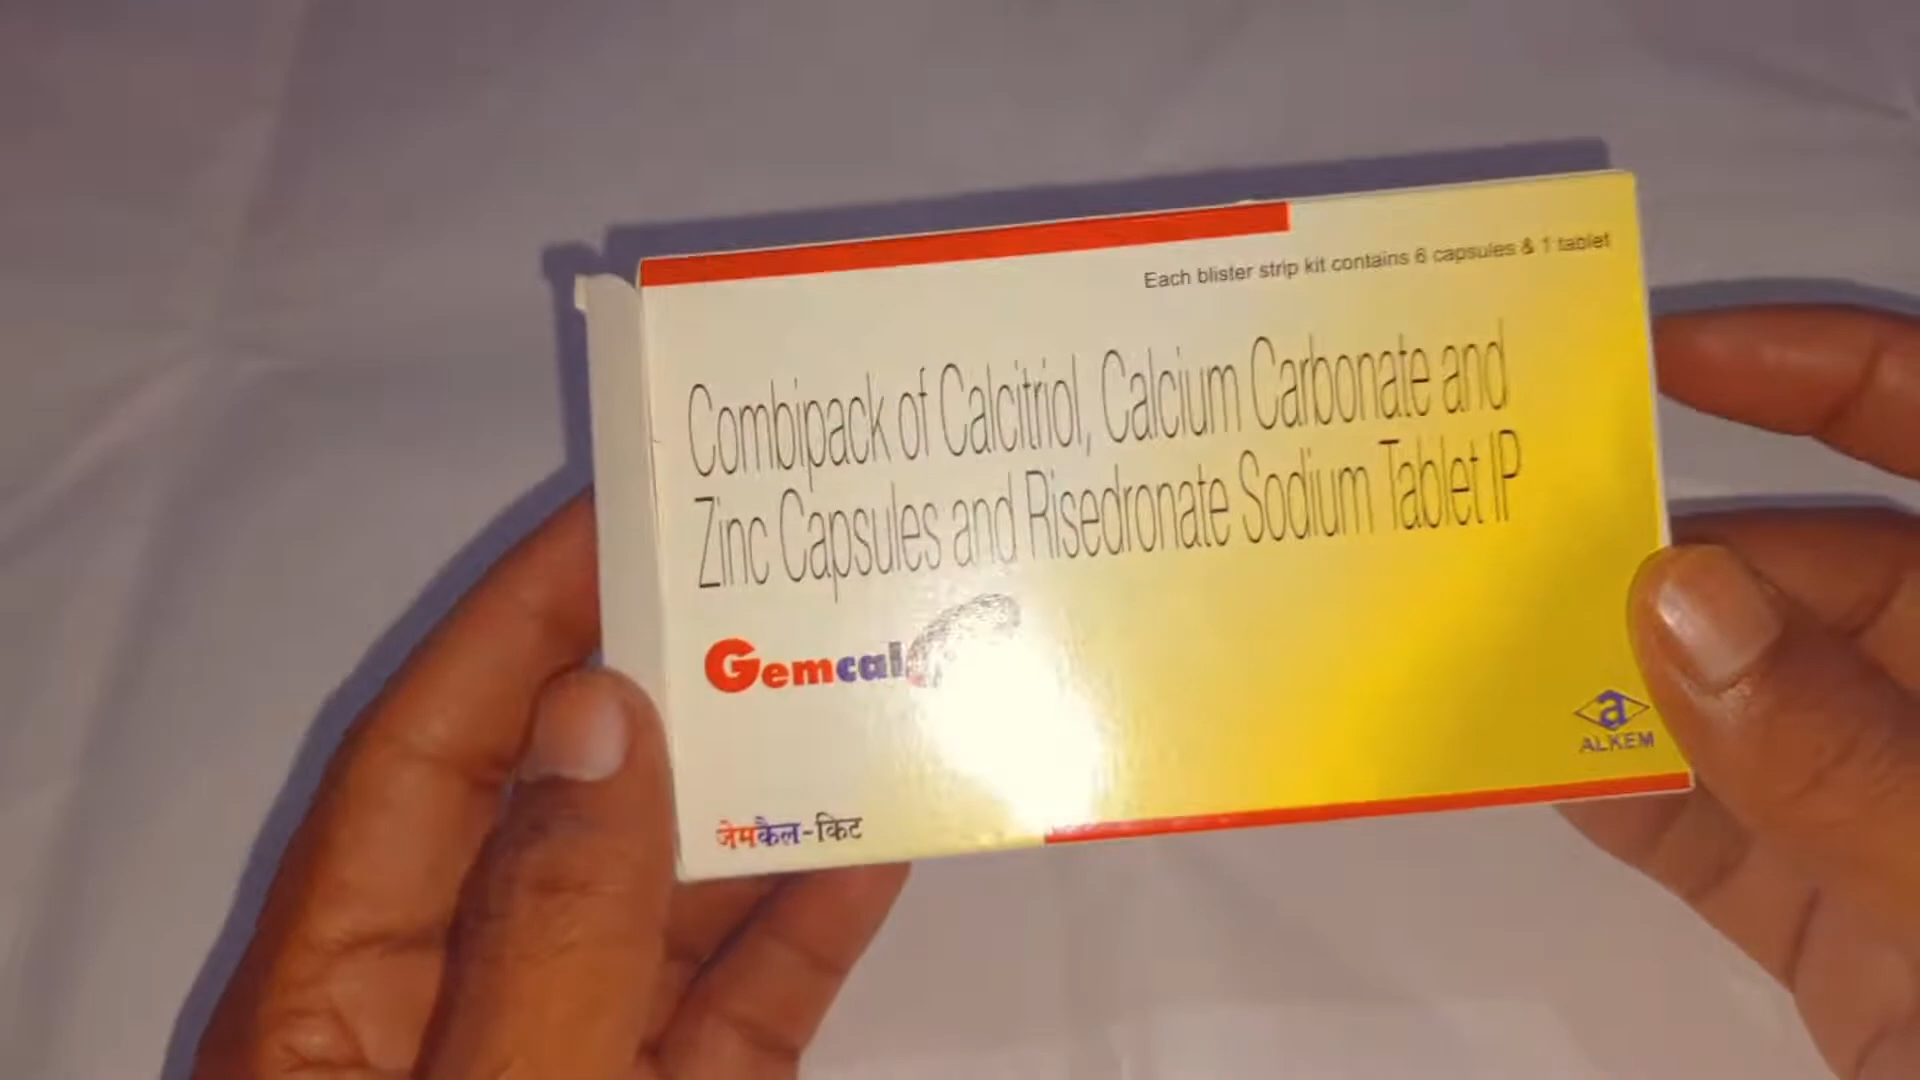 Each blister strip kit contains 6 capsules & 1 tablet
Combipack of Calcitriol, Calcium Carbonate and
Zinc Capsules and Risedronate Sodium Tablet IP
Gemcal
a
ALKEM
जेमकैल-किट